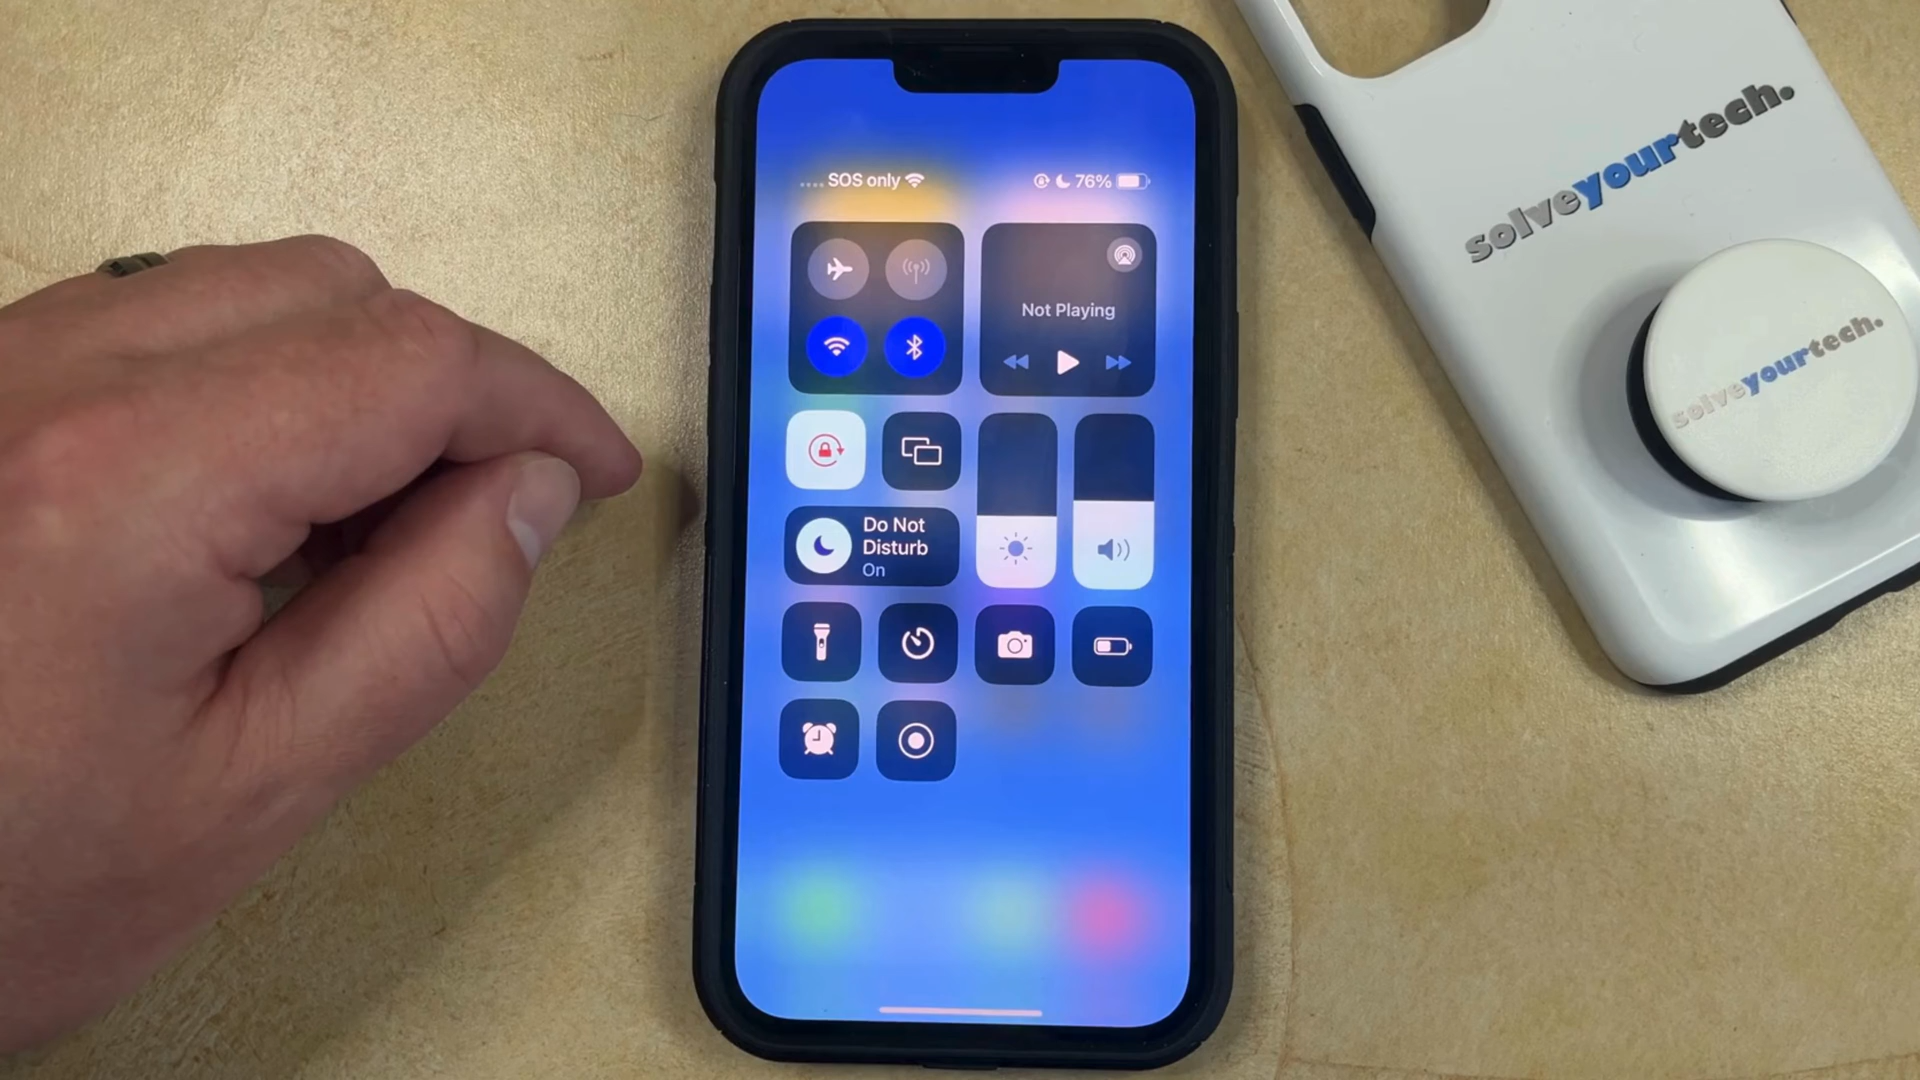 SOS only
76%
Not Playing
Do Not
Disturb
On
solveyourtech.
solveyourtech.